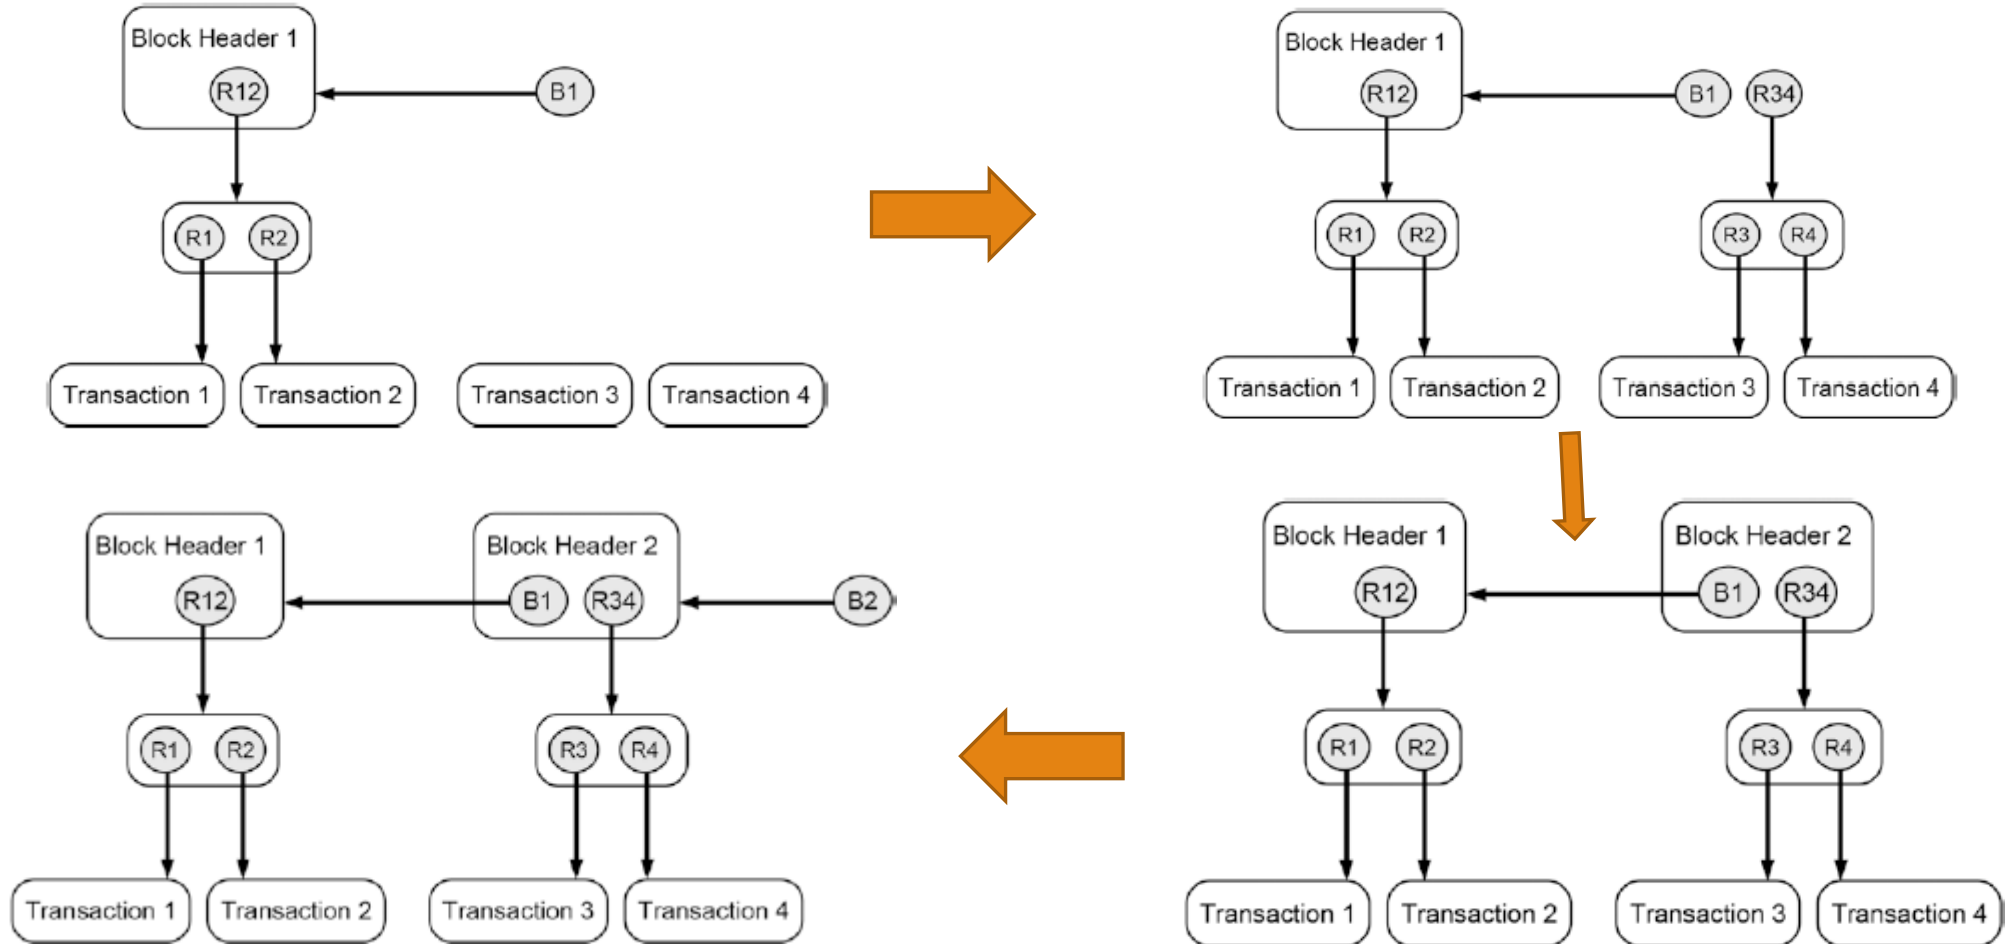 Block Header 1
R12
B1
R1 R2
Transaction 1 Transaction 2 Transaction 3 Transaction 4
Block Header 1
R12
B1 R34
R1 R2 R3 R4
Transaction 1 Transaction 2 Transaction 3 Transaction 4
Block Header 1 Block Header 2
R12 B1 R34 B2
R1 R2 R3 R4
Transaction 1 Transaction 2 Transaction 3 Transaction 4
Block Header 1 Block Header 2
R12 B1 R34
R1 R2 R3 R4
Transaction 1 Transaction 2 Transaction 3 Transaction 4